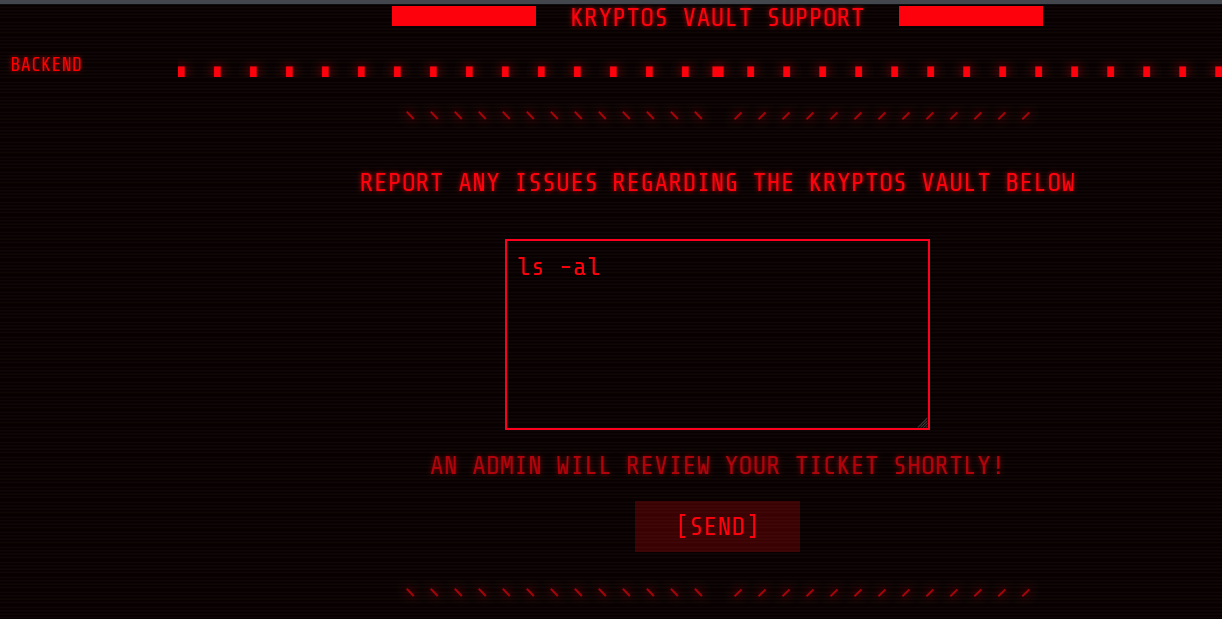 KRYPTOS VAULT SUPPORT
BACKEND
REPORT ANY ISSUES REGARDING THE KRYPTOS VAULT BELOW
ls -al
AN ADMIN WILL REVIEW YOUR TICKET SHORTLY!
[SEND]